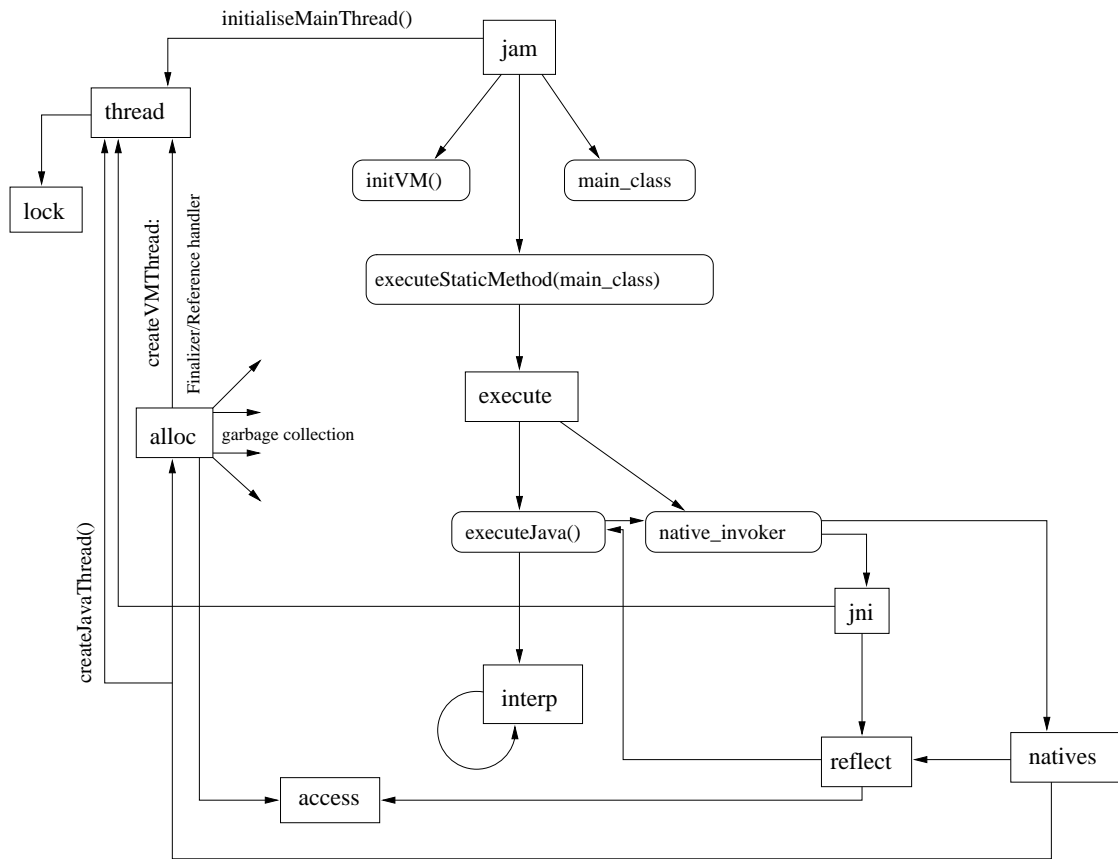 initialiseMainThread()
jam
thread
initVM()
main_class
lock
createVMThread:
Finalizer/Reference handler
executeStaticMethod(main_class)
execute
alloc
garbage collection
executeJava()
native_invoker
createJavaThread()
jni
interp
reflect
natives
access